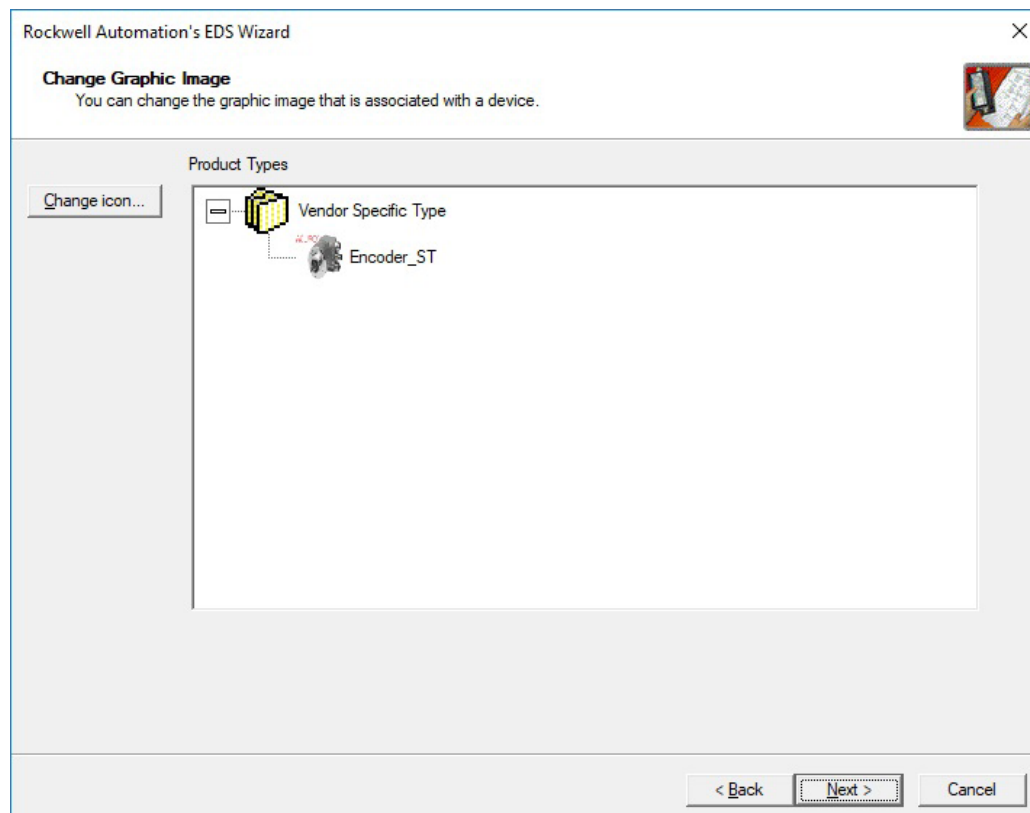 Rockwell Automation's EDS Wizard
Change Graphic Image
You can change the graphic image that is associated with a device.
Product Types
Change icon...
Vendor Specific Type
Encoder_ST
< Back
Next >
Cancel